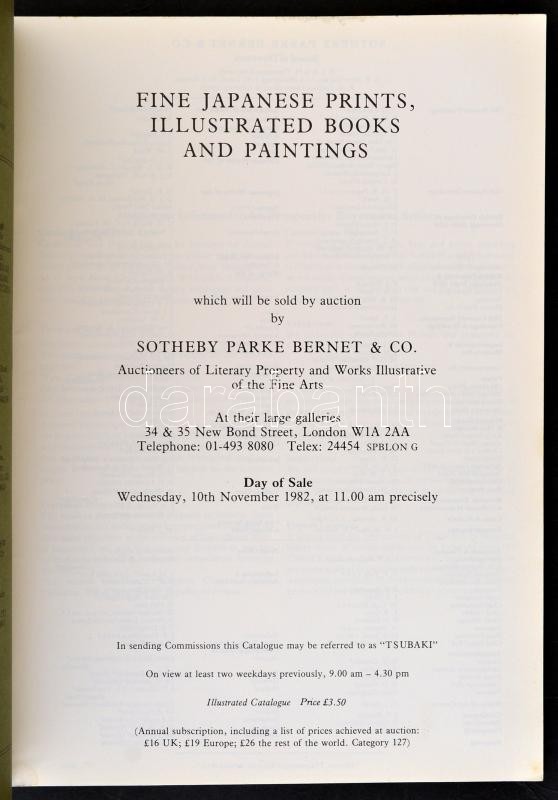 FINE JAPANESE PRINTS,
ILLUSTRATED BOOKS
AND PAINTINGS
which will be sold by auction
by
SOTHEBY PARKE BERNET & CO.
Auctioneers of Literary Property and Works Illustrative
of the Fine Arts
darabanth
At their large galleries
34 & 35 New Bond Street, London W1A 2AA
Telephone: 01-493 8080 Telex: 24454 SPBLON G
Day of Sale
Wednesday, 10th November 1982, at 11.00 am precisely
In sending Commissions this Catalogue may be referred to as "TSUBAKI"
On view at least two weekdays previously, 9.00 am – 4.30 pm
Illustrated Catalogue Price £3.50
(Annual subscription, including a list of prices achieved at auction:
£16 UK; £19 Europe; £26 the rest of the world. Category 127)